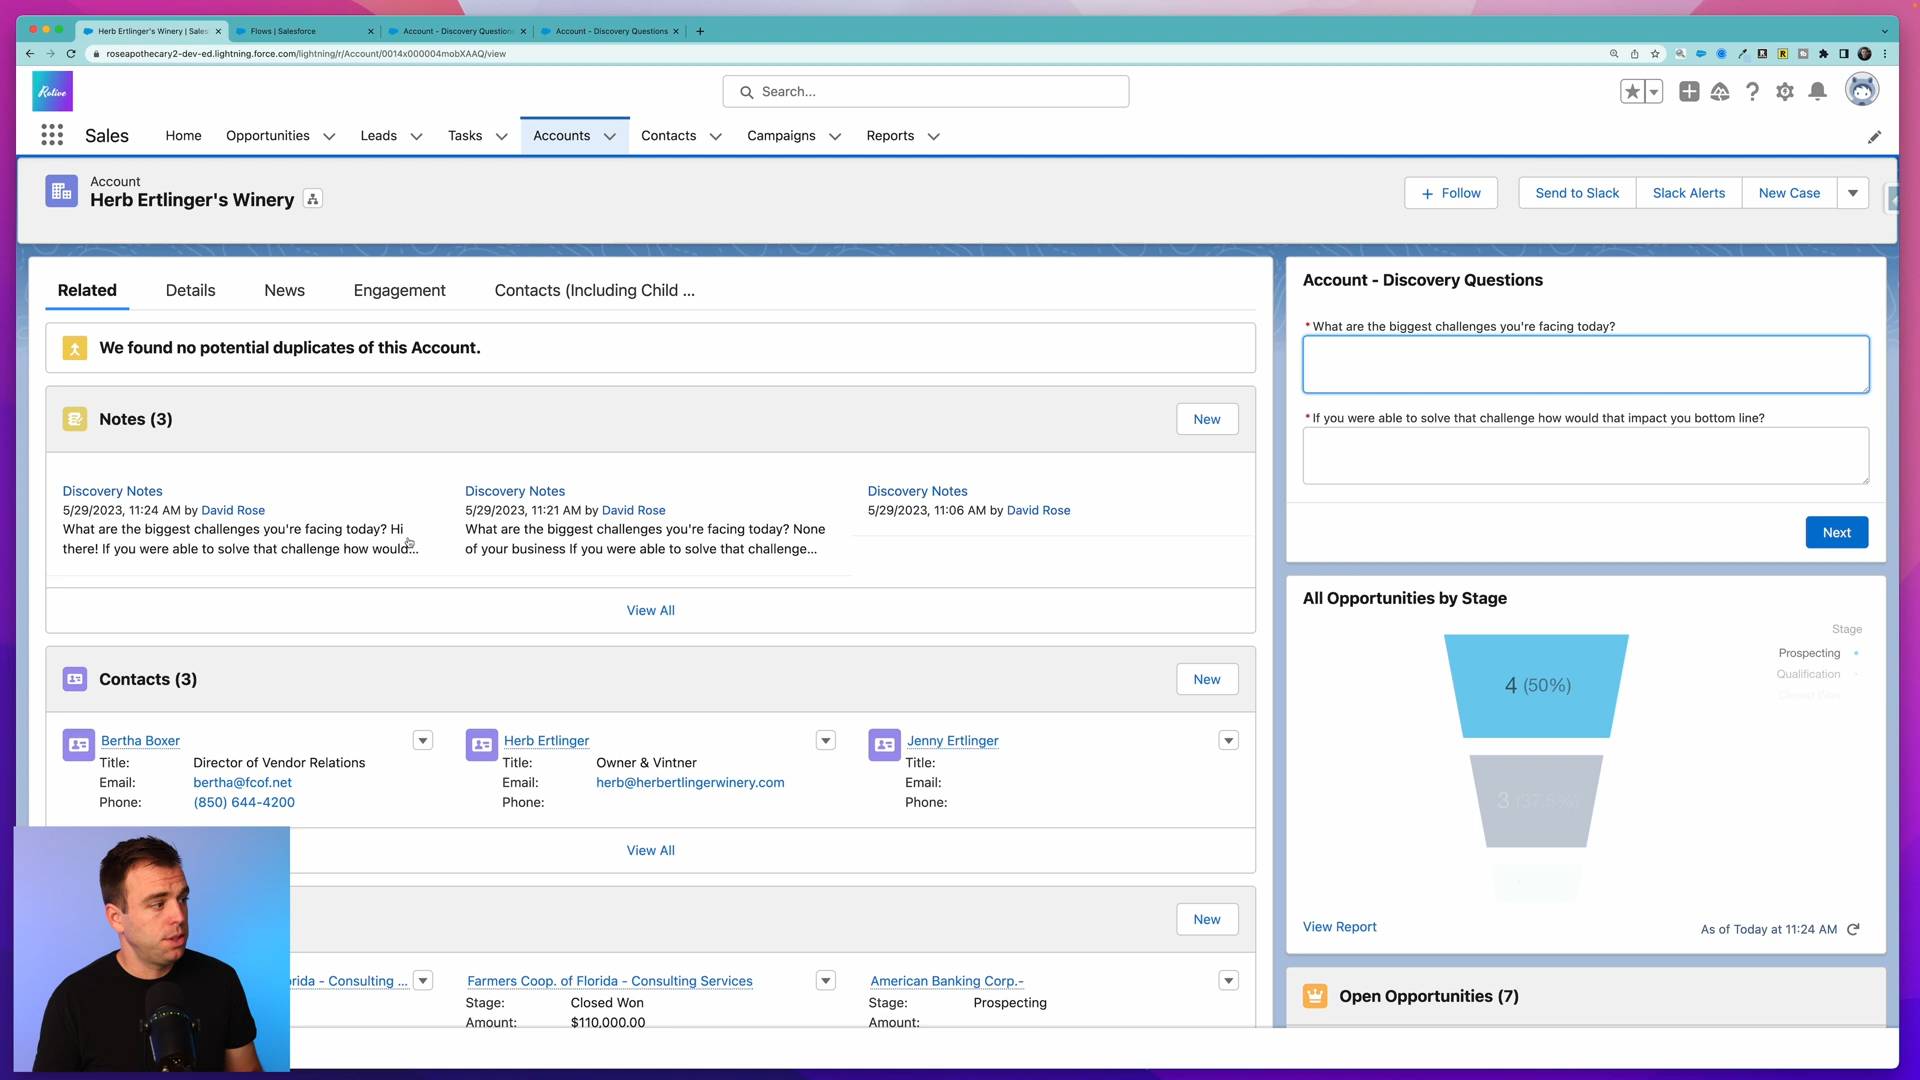 Herb Ertlinger's Winery | Sales
Flows | Salesforce
Account - Discovery Questions
Account - Discovery Questions
roseapothecary2-dev-ed.lightning.force.com/lightning/r/Account/0014x000004mobXAAQ/view
Rotive
Search...
Sales
Home
Opportunities
Leads
Tasks
Accounts
Contacts
Campaigns
Reports
Account
Herb Ertlinger's Winery
+ Follow
Send to Slack
Slack Alerts
New Case
Related
Details
News
Engagement
Contacts (Including Child ...
We found no potential duplicates of this Account.
Notes (3)
New
Discovery Notes
5/29/2023, 11:24 AM by David Rose
What are the biggest challenges you're facing today? Hi
there! If you were able to solve that challenge how would...
Discovery Notes
5/29/2023, 11:21 AM by David Rose
What are the biggest challenges you're facing today? None
of your business If you were able to solve that challenge...
Discovery Notes
5/29/2023, 11:06 AM by David Rose
View All
Contacts (3)
New
Bertha Boxer
Title: Director of Vendor Relations
Email: bertha@fcof.net
Phone: (850) 644-4200
Herb Ertlinger
Title: Owner & Vintner
Email: herb@herbertlingerwinery.com
Phone:
Jenny Ertlinger
Title:
Email:
Phone:
View All
New
rida - Consulting ...
Farmers Coop. of Florida - Consulting Services
Stage: Closed Won
Amount: $110,000.00
American Banking Corp.-
Stage: Prospecting
Amount:
Account - Discovery Questions
* What are the biggest challenges you're facing today?
* If you were able to solve that challenge how would that impact you bottom line?
Next
All Opportunities by Stage
Stage
Prospecting
Qualification
Closed Won
4 (50%)
3 (37.5%)
View Report
As of Today at 11:24 AM
Open Opportunities (7)